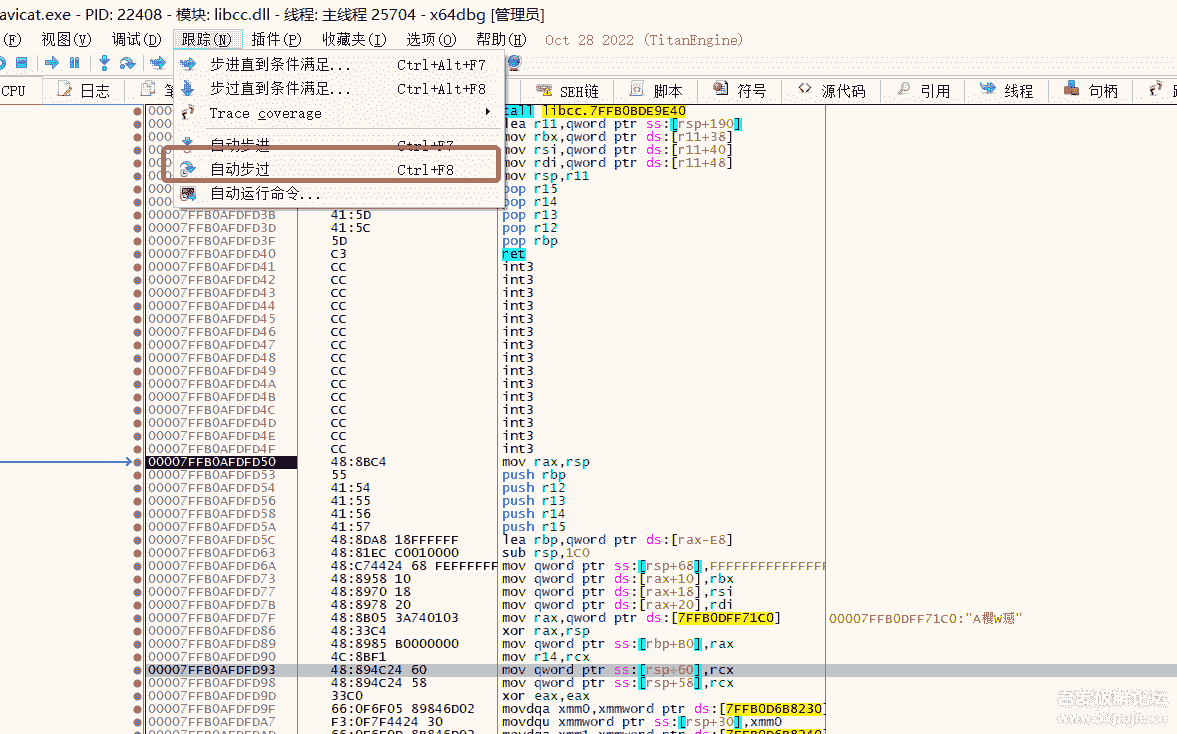 avicat.exe - PID: 22408 - 模块: libcc.dll - 线程: 主线程 25704 - x64dbg [管理员]
(F) 视图(V) 调试(D) 跟踪(N) 插件(P) 收藏夹(I) 选项(O) 帮助(H) Oct 28 2022 (TitanEngine)
步进直到条件满足... Ctrl+Alt+F7
步过直到条件满足... Ctrl+Alt+F8
Trace coverage
自动步进 Ctrl+F7
自动步过 Ctrl+F8
自动运行命令...
CPU 日志 SEH链 脚本 符号 源代码 引用 线程 句柄
call libcc.7FFB0BDE9E40
lea r11,qword ptr ss:[rsp+190]
mov rbx,qword ptr ds:[r11+38]
mov rsi,qword ptr ds:[r11+40]
mov rdi,qword ptr ds:[r11+48]
mov rsp,r11
pop r15
pop r14
00007FFB0AFDFD3B 41:5D pop r13
00007FFB0AFDFD3D 41:5C pop r12
00007FFB0AFDFD3F 5D pop rbp
00007FFB0AFDFD40 C3 ret
00007FFB0AFDFD41 CC int3
00007FFB0AFDFD42 CC int3
00007FFB0AFDFD43 CC int3
00007FFB0AFDFD44 CC int3
00007FFB0AFDFD45 CC int3
00007FFB0AFDFD46 CC int3
00007FFB0AFDFD47 CC int3
00007FFB0AFDFD48 CC int3
00007FFB0AFDFD49 CC int3
00007FFB0AFDFD4A CC int3
00007FFB0AFDFD4B CC int3
00007FFB0AFDFD4C CC int3
00007FFB0AFDFD4D CC int3
00007FFB0AFDFD4E CC int3
00007FFB0AFDFD4F CC int3
00007FFB0AFDFD50 48:8BC4 mov rax,rsp
00007FFB0AFDFD53 55 push rbp
00007FFB0AFDFD54 41:54 push r12
00007FFB0AFDFD56 41:55 push r13
00007FFB0AFDFD58 41:56 push r14
00007FFB0AFDFD5A 41:57 push r15
00007FFB0AFDFD5C 48:8DA8 18FFFFFF lea rbp,qword ptr ds:[rax-E8]
00007FFB0AFDFD63 48:81EC C0010000 sub rsp,1C0
00007FFB0AFDFD6A 48:C74424 68 FEFFFFFF mov qword ptr ss:[rsp+68],FFFFFFFFFFFFFFF
00007FFB0AFDFD73 48:8958 10 mov qword ptr ds:[rax+10],rbx
00007FFB0AFDFD77 48:8970 18 mov qword ptr ds:[rax+18],rsi
00007FFB0AFDFD7B 48:8978 20 mov qword ptr ds:[rax+20],rdi
00007FFB0AFDFD7F 48:8B05 3A740103 mov rax,qword ptr ds:[7FFB0DFF71C0] 00007FFB0DFF71C0:"A櫻w
00007FFB0AFDFD86 48:33C4 xor rax,rsp
00007FFB0AFDFD89 48:8985 B0000000 mov qword ptr ss:[rbp+B0],rax
00007FFB0AFDFD90 4C:8BF1 mov r14,rcx
00007FFB0AFDFD93 48:894C24 60 mov qword ptr ss:[rsp+60],rcx
00007FFB0AFDFD98 48:894C24 58 mov qword ptr ss:[rsp+58],rcx
00007FFB0AFDFD9D 33C0 xor eax,eax
00007FFB0AFDFD9F 66:0F6F05 89846D02 movdqa xmm0,xmmword ptr ds:[7FFB0D6B8230]
00007FFB0AFDFDA7 F3:0F7F4424 30 movdqu xmmword ptr ss:[rsp+30],xmm0
吾爱破解论坛
www.52pojie.cn